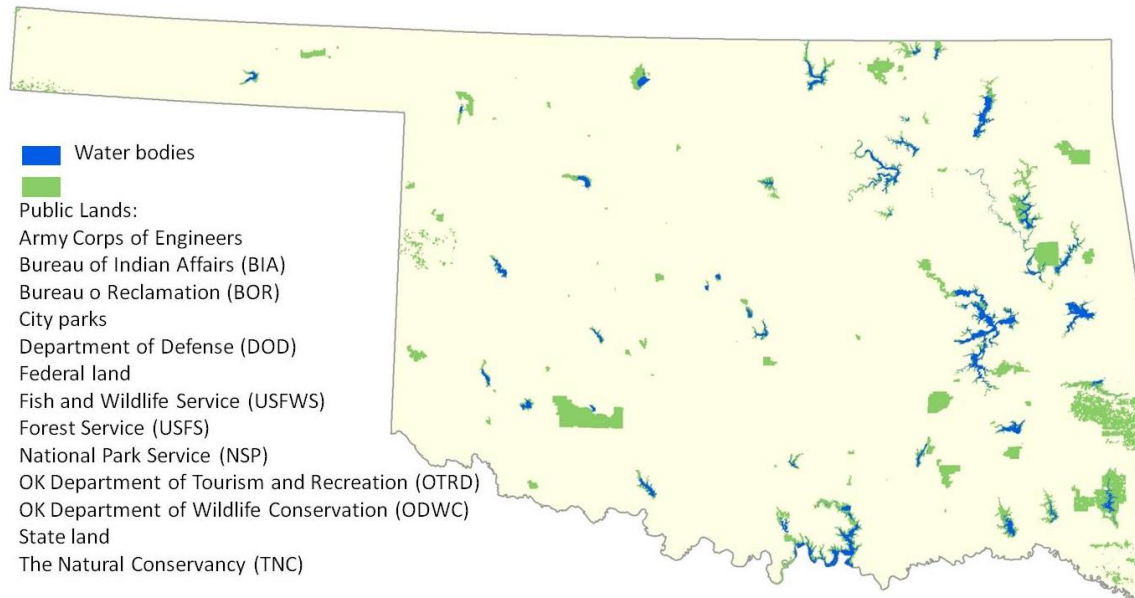 Water bodies
Public Lands:
Army Corps of Engineers
Bureau of Indian Affairs (BIA)
Bureau o Reclamation (BOR)
City parks
Department of Defense (DOD)
Federal land
Fish and Wildlife Service (USFWS)
Forest Service (USFS)
National Park Service (NSP)
OK Department of Tourism and Recreation (OTRD)
OK Department of Wildlife Conservation (ODWC)
State land
The Natural Conservancy (TNC)